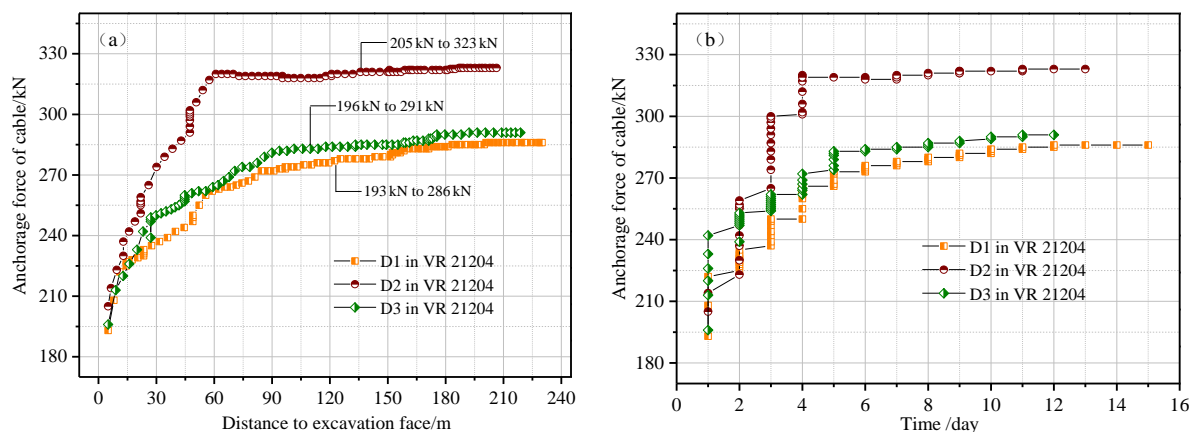 (a)
330
300
270
240
210
180
Anchorage force of cable/kN
205 kN to 323 kN
196 kN to 291 kN
193 kN to 286 kN
D1 in VR 21204
D2 in VR 21204
D3 in VR 21204
0 30 60 90 120 150 180 210 240
Distance to excavation face/m
(b)
330
300
270
240
210
180
Anchorage force of cable/kN
D1 in VR 21204
D2 in VR 21204
D3 in VR 21204
0 2 4 6 8 10 12 14 16
Time /day